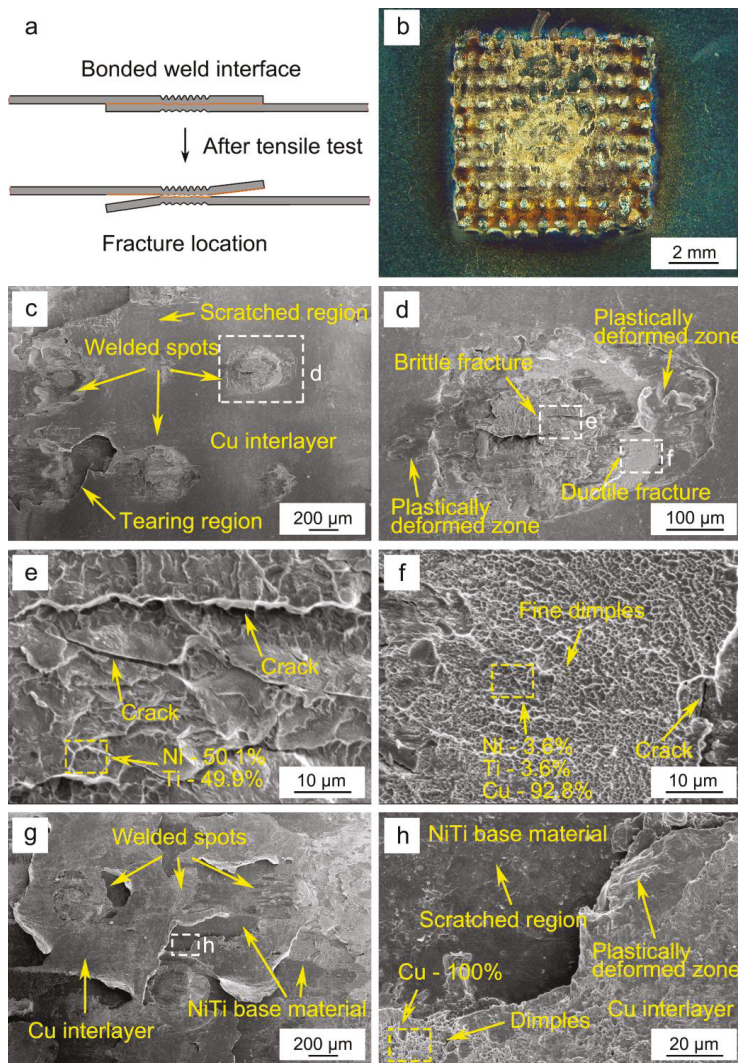 a
Bonded weld interface
After tensile test
Fracture location
b
2 mm
c
Scratched region
Welded spots
d
Cu interlayer
Tearing region
200 µm
d
Plastically
deformed zone
Brittle fracture
e
f
Plastically
deformed zone
Ductile fracture
100 µm
e
Crack
Crack
Ni - 50.1%
Ti - 49.9%
10 µm
f
Fine dimples
Ni - 3.6%
Ti - 3.6%
Cu - 92.8%
Crack
10 µm
g
Welded spots
h
Cu interlayer
NiTi base material
200 µm
h
NiTi base material
Scratched region
Plastically
deformed zone
Cu - 100%
Cu interlayer
Dimples
20 µm